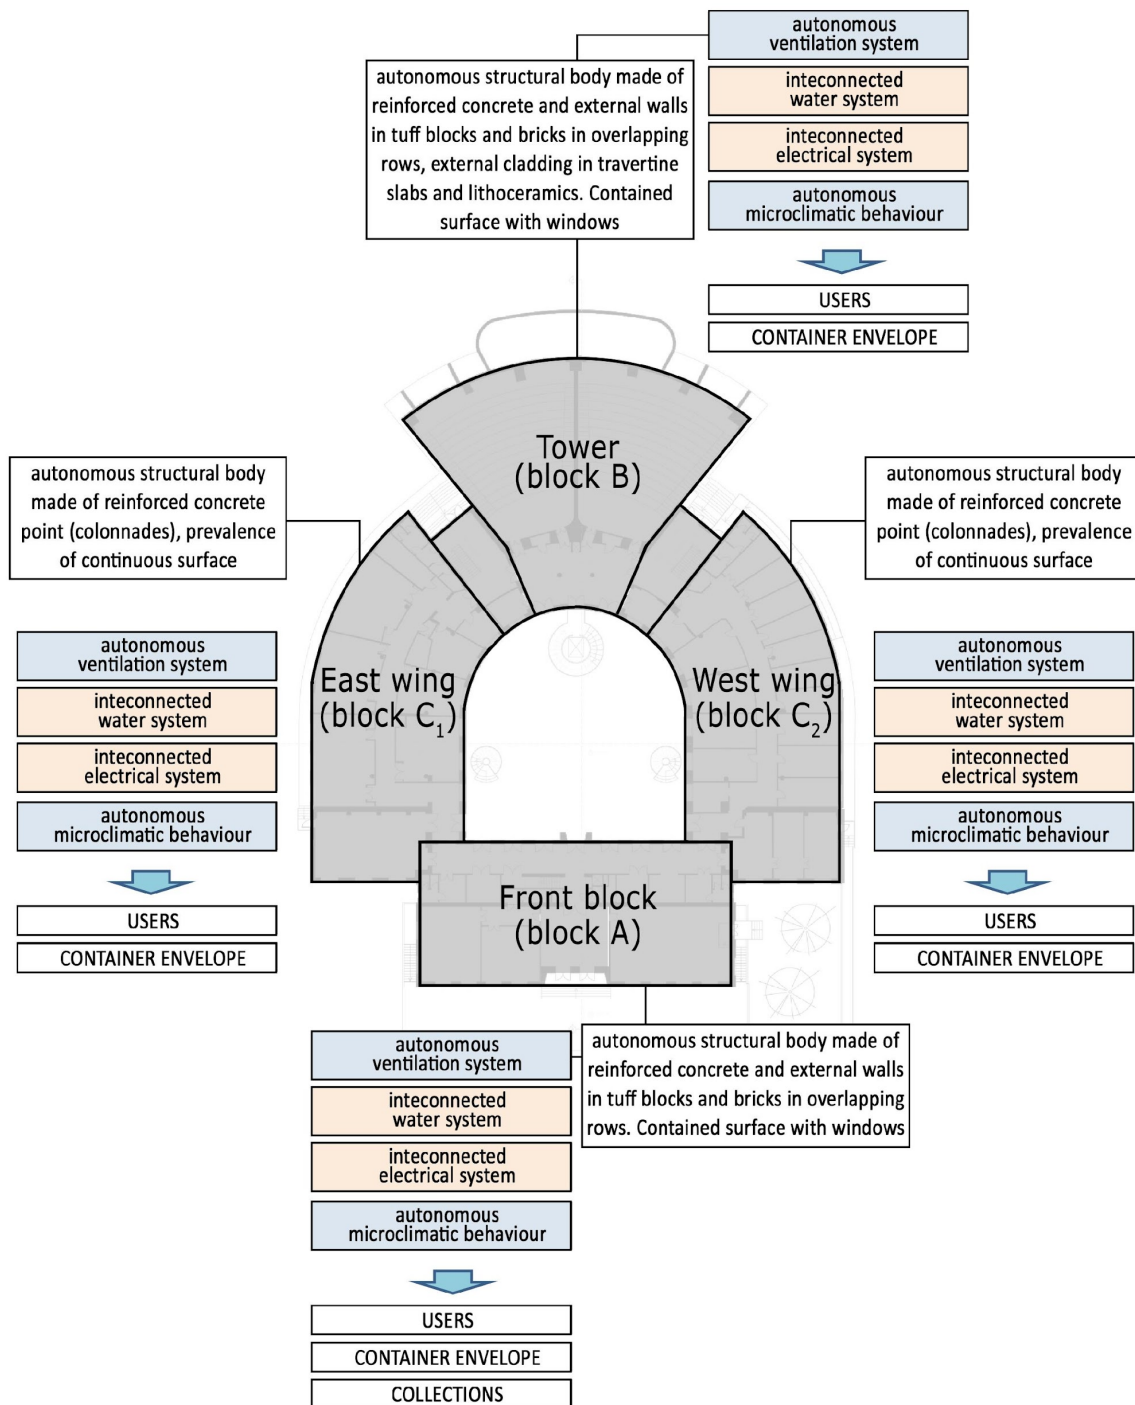 autonomous
ventilation system
autonomous structural body made of
reinforced concrete and external walls
in tuff blocks and bricks in overlapping
rows, external cladding in travertine
slabs and lithoceramics. Contained
surface with windows
inteconnected
water system
inteconnected
electrical system
autonomous
microclimatic behaviour
USERS
CONTAINER ENVELOPE
Tower
(block B)
autonomous structural body
made of reinforced concrete
point (colonnades), prevalence
of continuous surface
autonomous structural body
made of reinforced concrete
point (colonnades), prevalence
of continuous surface
autonomous
ventilation system
inteconnected
water system
inteconnected
electrical system
autonomous
microclimatic behaviour
USERS
CONTAINER ENVELOPE
East wing
(block C₁)
West wing
(block C₂)
autonomous
ventilation system
inteconnected
water system
inteconnected
electrical system
autonomous
microclimatic behaviour
USERS
CONTAINER ENVELOPE
Front block
(block A)
autonomous
ventilation system
inteconnected
water system
inteconnected
electrical system
autonomous
microclimatic behaviour
autonomous structural body made of
reinforced concrete and external walls
in tuff blocks and bricks in overlapping
rows. Contained surface with windows
USERS
CONTAINER ENVELOPE
COLLECTIONS